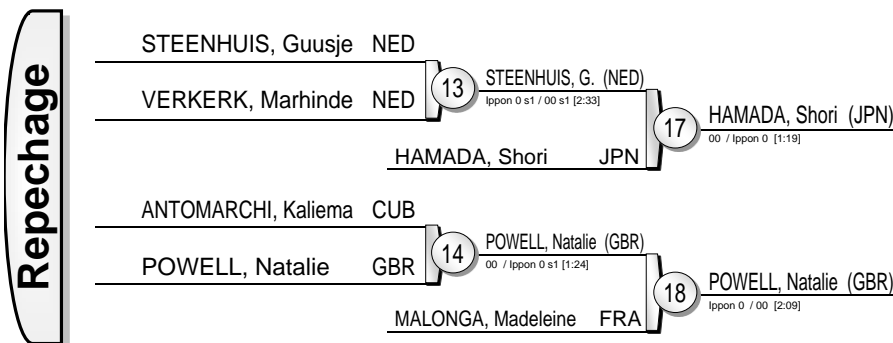 Repechage
STEENHUIS, Guusje NED
VERKERK, Marhinde NED
13
STEENHUIS, G. (NED)
Ippon 0 s1 / 00 s1 [2:33]
HAMADA, Shori JPN
17
HAMADA, Shori (JPN)
00 / Ippon 0 [1:19]
ANTOMARCHI, Kaliema CUB
POWELL, Natalie GBR
14
POWELL, Natalie (GBR)
00 / Ippon 0 s1 [1:24]
MALONGA, Madeleine FRA
18
POWELL, Natalie (GBR)
Ippon 0 / 00 [2:09]